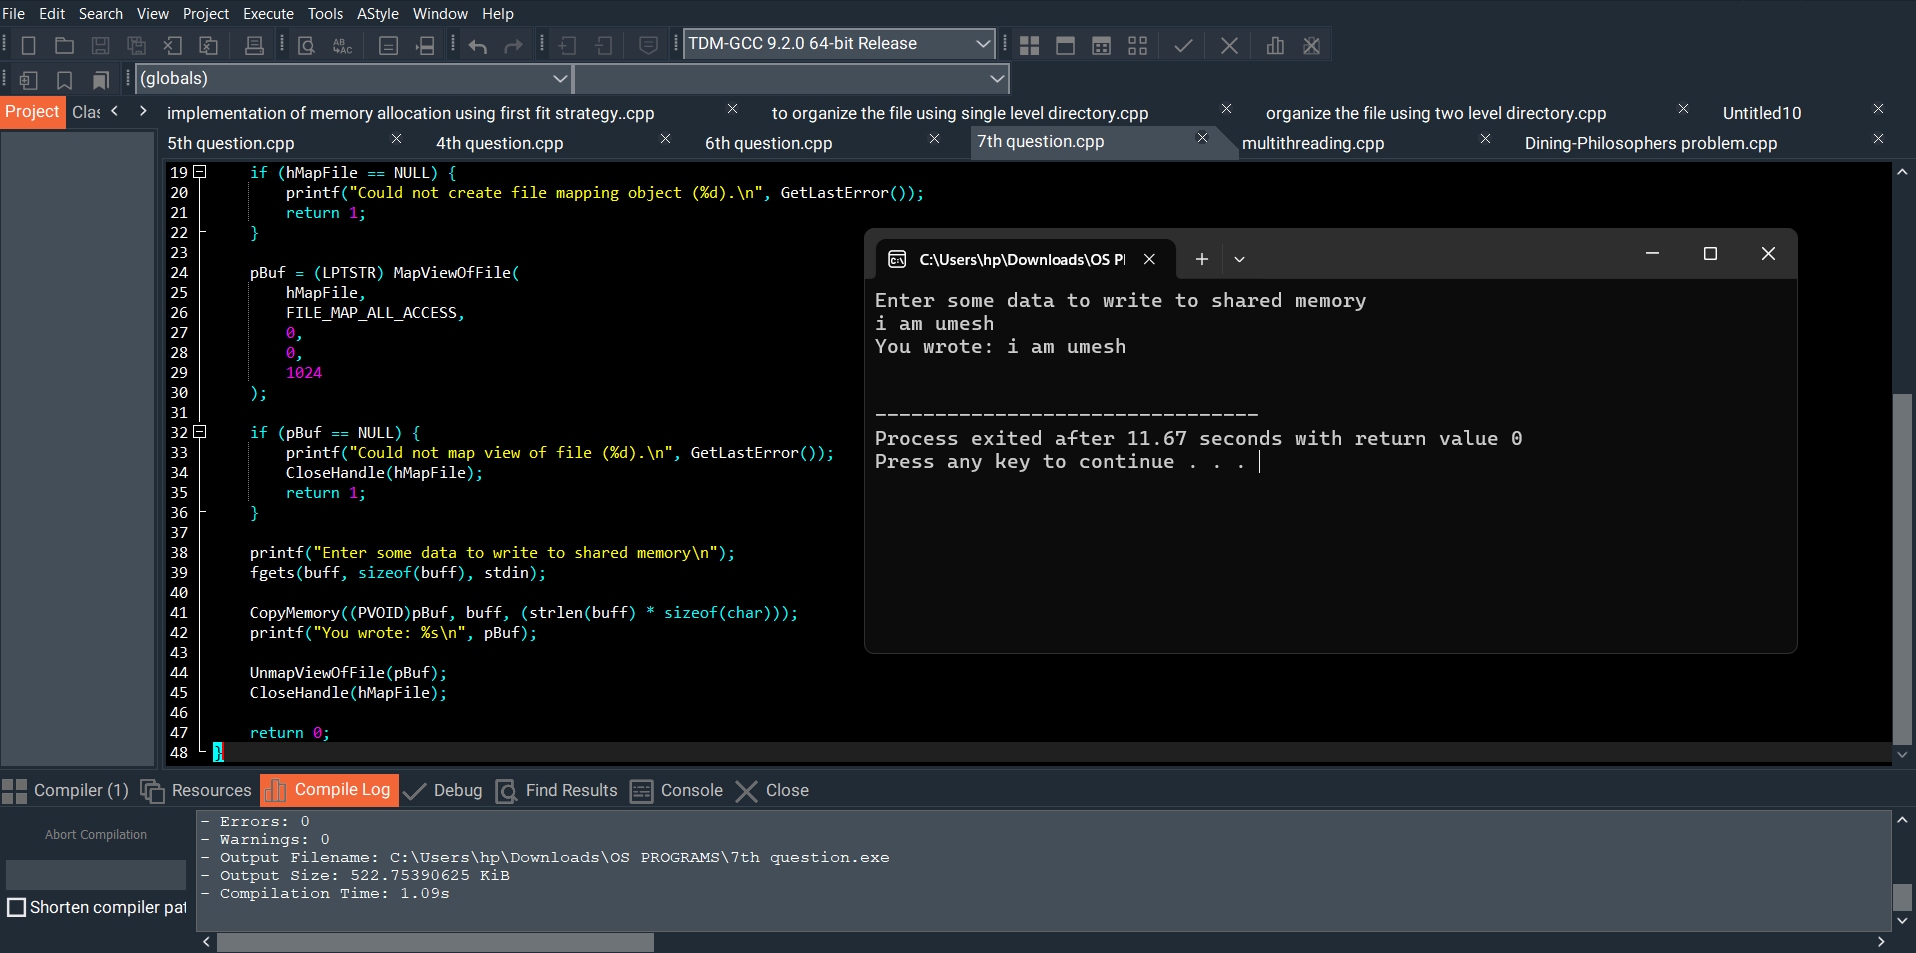 File Edit Search View Project Execute Tools AStyle Window Help
TDM-GCC 9.2.0 64-bit Release
(globals)
Project Clas
implementation of memory allocation using first fit strategy..cpp to organize the file using single level directory.cpp organize the file using two level directory.cpp Untitled10
5th question.cpp 4th question.cpp 6th question.cpp 7th question.cpp multithreading.cpp Dining-Philosophers problem.cpp
19 if (hMapFile == NULL) {
20 printf("Could not create file mapping object (%d).\n", GetLastError());
21 return 1;
22 }
23
24 pBuf = (LPTSTR) MapViewOfFile(
25 hMapFile,
26 FILE_MAP_ALL_ACCESS,
27 0,
28 0,
29 1024
30 );
31
32 if (pBuf == NULL) {
33 printf("Could not map view of file (%d).\n", GetLastError());
34 CloseHandle(hMapFile);
35 return 1;
36 }
37
38 printf("Enter some data to write to shared memory\n");
39 fgets(buff, sizeof(buff), stdin);
40
41 CopyMemory((PVOID)pBuf, buff, (strlen(buff) * sizeof(char)));
42 printf("You wrote: %s\n", pBuf);
43
44 UnmapViewOfFile(pBuf);
45 CloseHandle(hMapFile);
46
47 return 0;
48 }
C:\Users\hp\Downloads\OS P
Enter some data to write to shared memory
i am umesh
You wrote: i am umesh
--------------------------------
Process exited after 11.67 seconds with return value 0
Press any key to continue . . .
Compiler (1) Resources Compile Log Debug Find Results Console Close
Abort Compilation
Shorten compiler pat
- Errors: 0
- Warnings: 0
- Output Filename: C:\Users\hp\Downloads\OS PROGRAMS\7th question.exe
- Output Size: 522.75390625 KiB
- Compilation Time: 1.09s